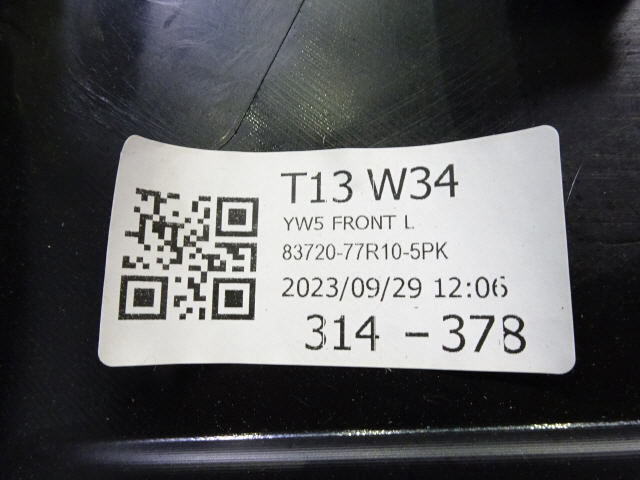 T13 W34
YW5 FRONT L
83720-77R10-5PK
2023/09/29 12:06
314 - 378